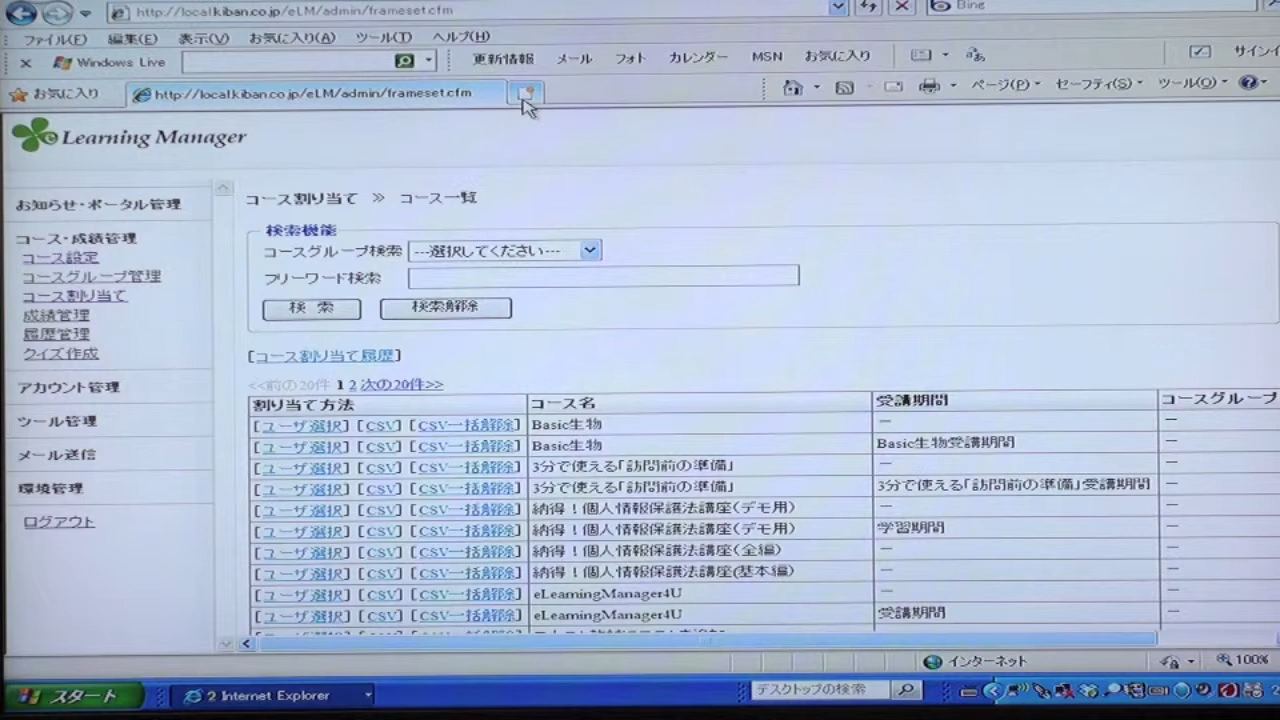 http://local.kiban.co.jp/eLM/admin/frameset.cfm
Bing
ファイル(F) 編集(E) 表示(V) お気に入り(A) ツール(T) ヘルプ(H)
x Windows Live 更新情報 メール フォト カレンダー MSN お気に入り サインイ
お気に入り http://local.kiban.co.jp/eLM/admin/frameset.cfm ページ(P) セーフティ(S) ツール(O)
eLearning Manager
お知らせ・ポータル管理
コース・成績管理
コース設定
コースグループ管理
コース割り当て
成績管理
履歴管理
クイズ作成
アカウント管理
ツール管理
メール送信
環境管理
ログアウト
コース割り当て ≫ コース一覧
検索機能
コースグループ検索 ---選択してください---
フリーワード検索
検 索 検索解除
[コース割り当て履歴]
<<前の20件 1 2 次の20件>>
割り当て方法 コース名 受講期間 コースグループ
[ユーザ選択] [CSV] [CSV一括解除] Basic生物 — —
[ユーザ選択] [CSV] [CSV一括解除] Basic生物 Basic生物受講期間 —
[ユーザ選択] [CSV] [CSV一括解除] 3分で使える「訪問前の準備」 — —
[ユーザ選択] [CSV] [CSV一括解除] 3分で使える「訪問前の準備」 3分で使える「訪問前の準備」受講期間 —
[ユーザ選択] [CSV] [CSV一括解除] 納得！個人情報保護法講座(デモ用) — —
[ユーザ選択] [CSV] [CSV一括解除] 納得！個人情報保護法講座(デモ用) 学習期間 —
[ユーザ選択] [CSV] [CSV一括解除] 納得！個人情報保護法講座(全編) — —
[ユーザ選択] [CSV] [CSV一括解除] 納得！個人情報保護法講座(基本編) — —
[ユーザ選択] [CSV] [CSV一括解除] eLearningManager4U — —
[ユーザ選択] [CSV] [CSV一括解除] eLearningManager4U 受講期間 —
インターネット 100%
スタート 2 Internet Explorer デスクトップの検索